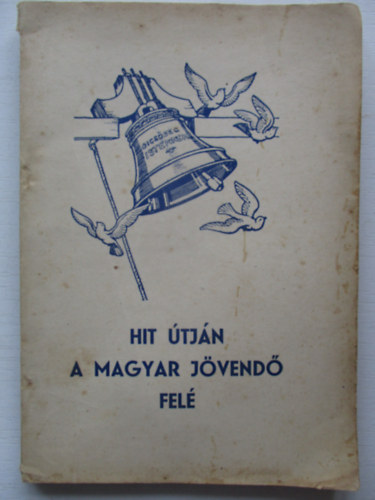 HIT ÚTJÁN
A MAGYAR JÖVENDŐ
FELÉ